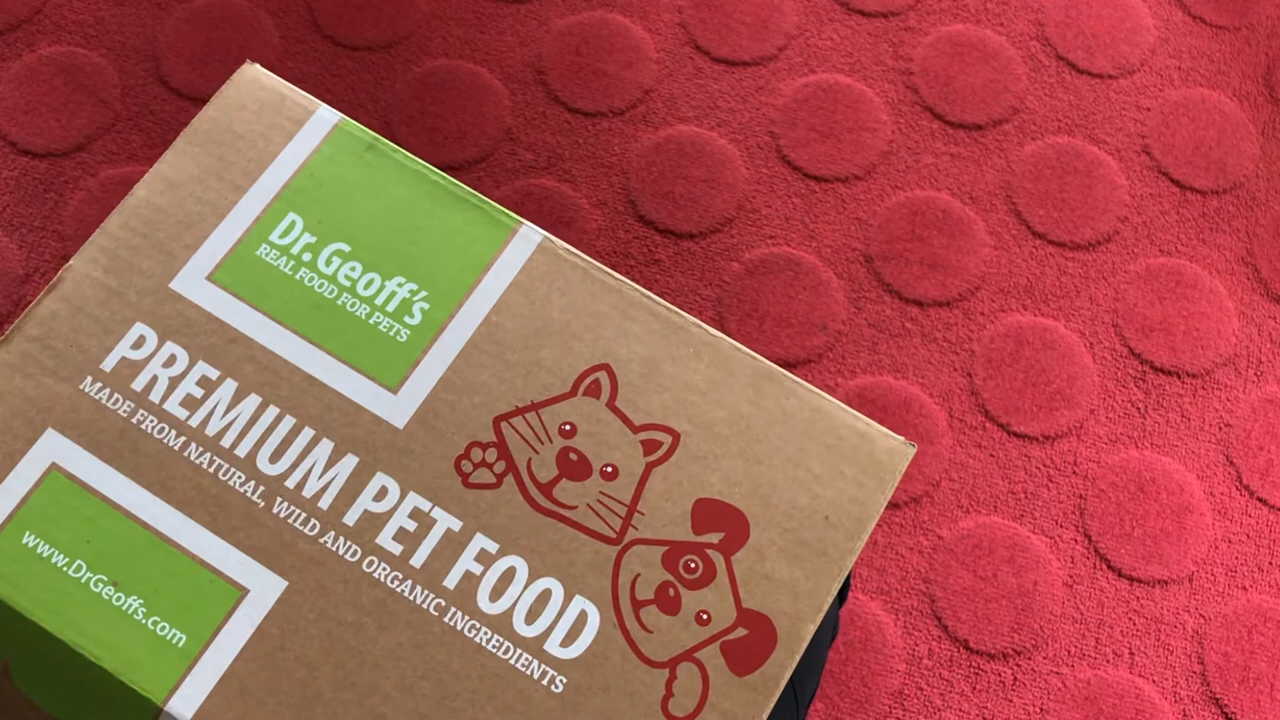 Dr.Geoff's
REAL FOOD FOR PETS
PREMIUM PET FOOD
MADE FROM NATURAL, WILD AND ORGANIC INGREDIENTS
www.DrGeoffs.com